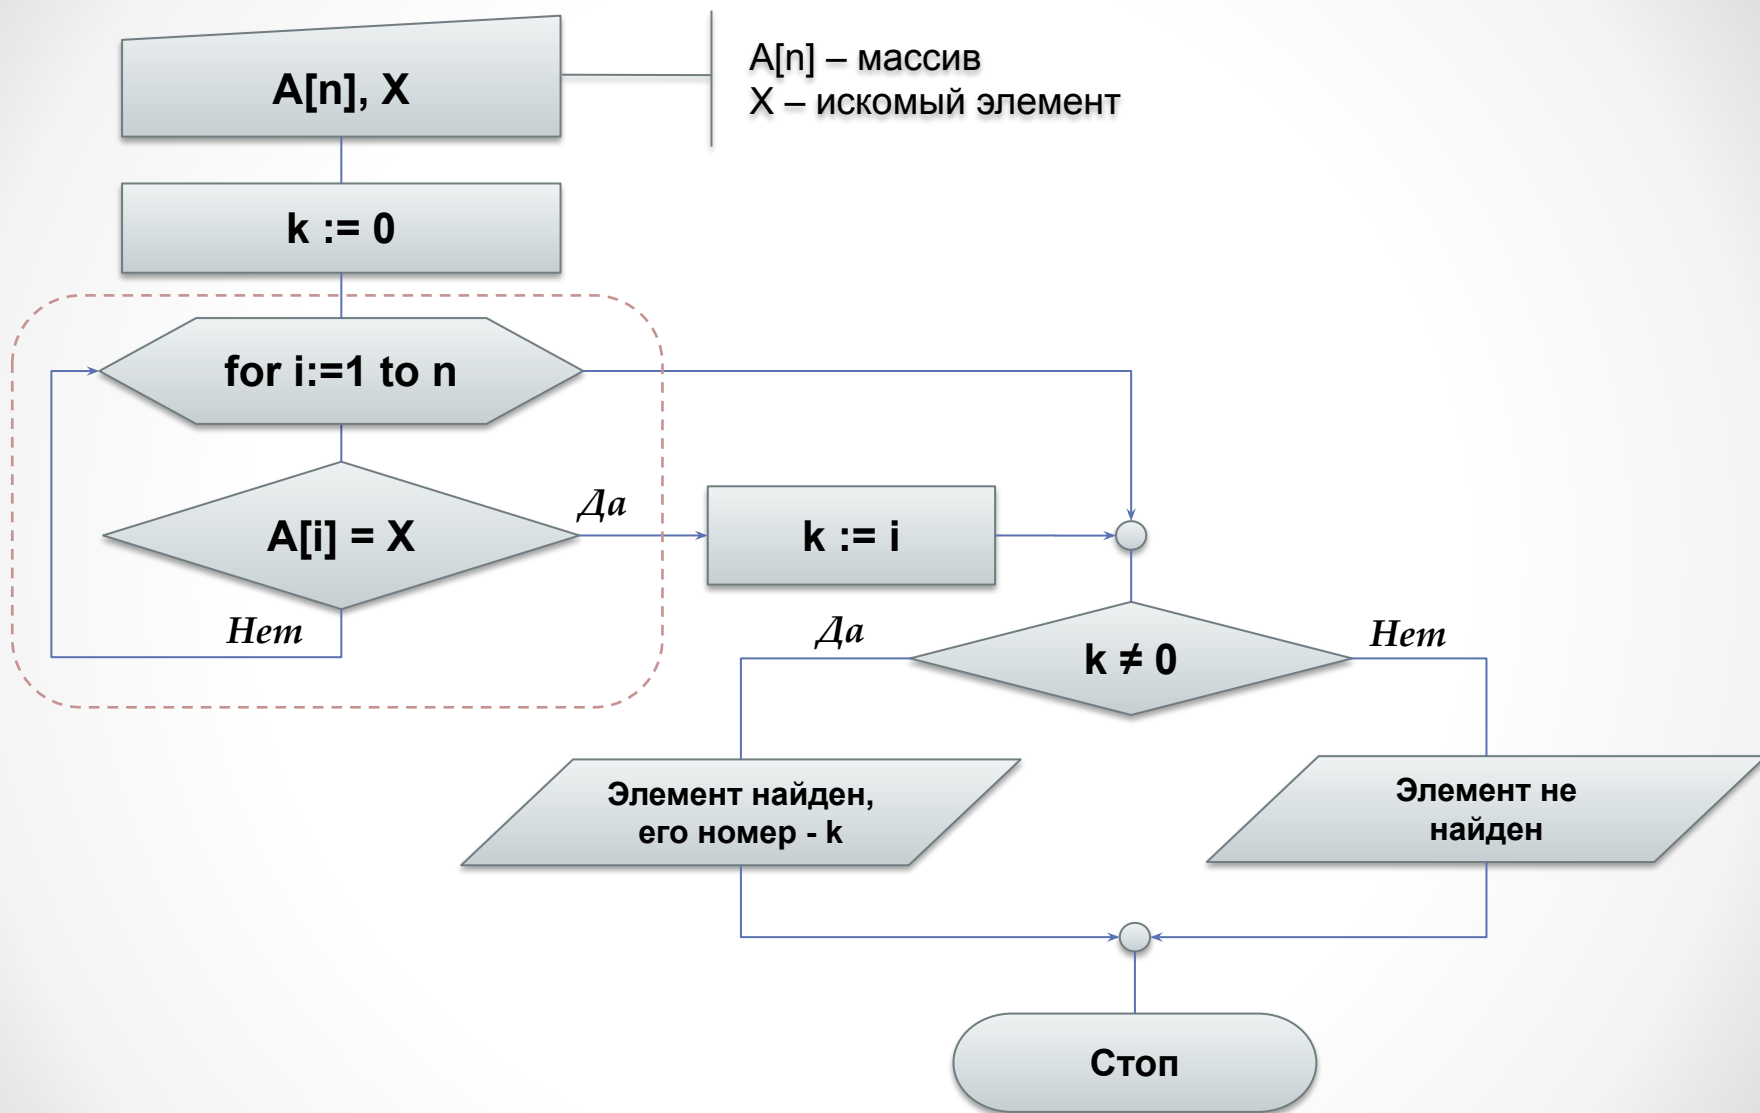 A[n], X
A[n] – массив
X – искомый элемент
k := 0
for i:=1 to n
A[i] = X
Да
k := i
Нет
Да
k ≠ 0
Нет
Элемент найден,
его номер - k
Элемент не
найден
Стоп